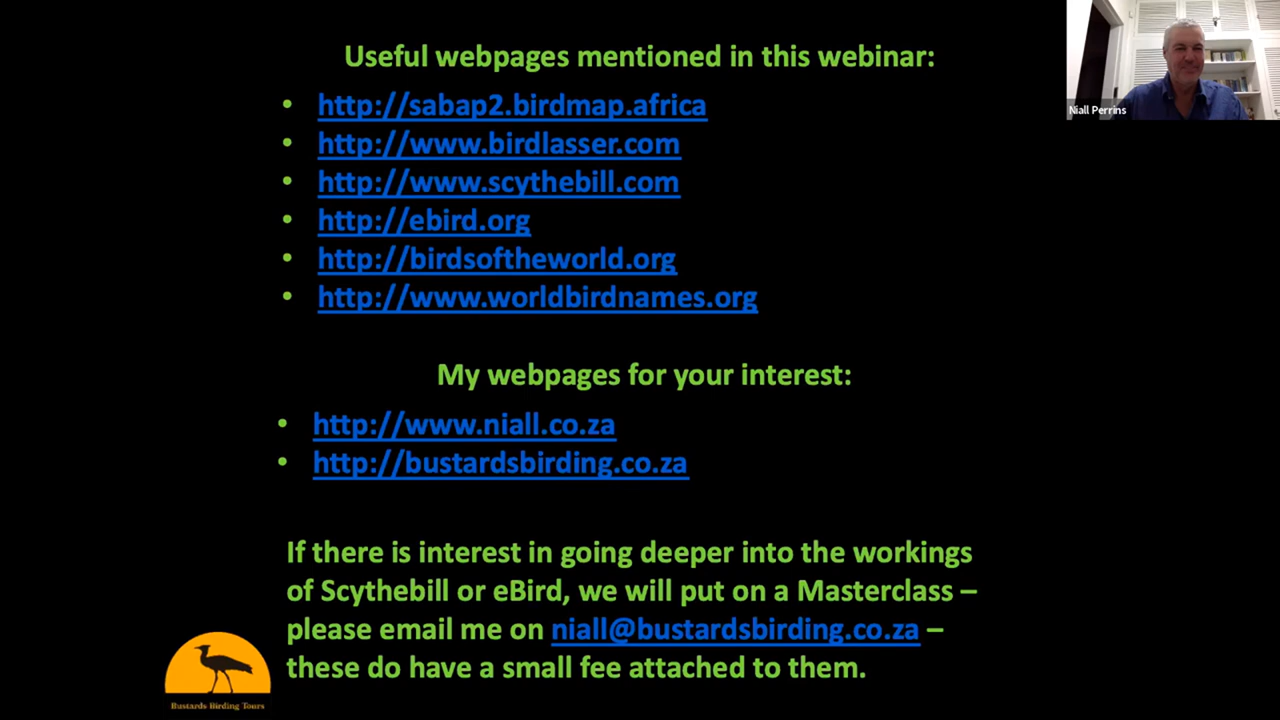 Useful webpages mentioned in this webinar:
• http://sabap2.birdmap.africa
• http://www.birdlasser.com
• http://www.scythebill.com
• http://ebird.org
• http://birdsoftheworld.org
• http://www.worldbirdnames.org
My webpages for your interest:
• http://www.niall.co.za
• http://bustardsbirding.co.za
If there is interest in going deeper into the workings
of Scythebill or eBird, we will put on a Masterclass –
please email me on niall@bustardsbirding.co.za –
these do have a small fee attached to them.
Bustards Birding Tours
Niall Perrins